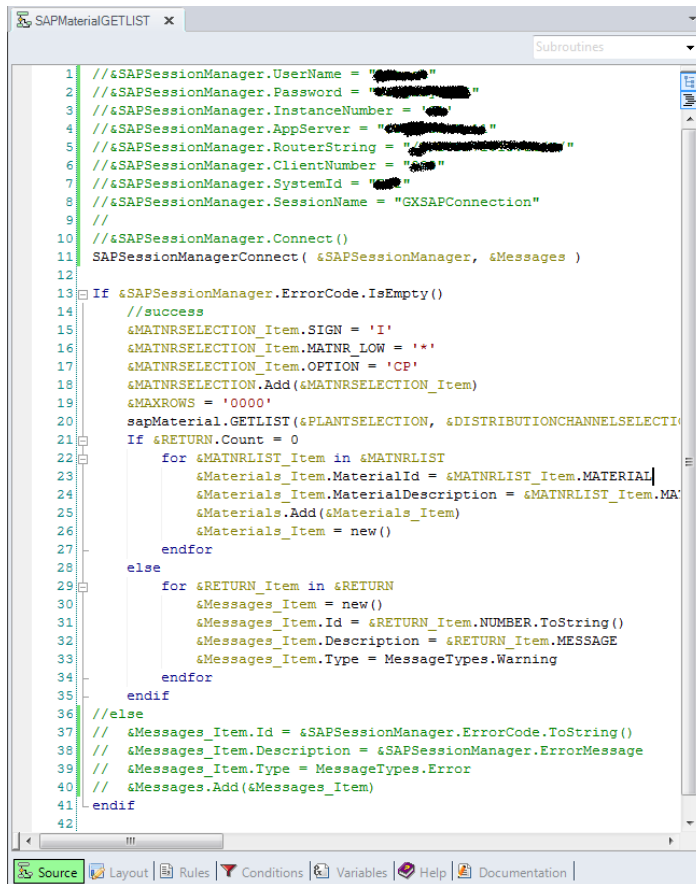 SAPMaterialGETLIST ×
Subroutines
1 //&SAPSessionManager.UserName = ""
2 //&SAPSessionManager.Password = ""
3 //&SAPSessionManager.InstanceNumber = ''
4 //&SAPSessionManager.AppServer = ""
5 //&SAPSessionManager.RouterString = "/"
6 //&SAPSessionManager.ClientNumber = ""
7 //&SAPSessionManager.SystemId = ""
8 //&SAPSessionManager.SessionName = "GXSAPConnection"
9 //
10 //&SAPSessionManager.Connect()
11 SAPSessionManagerConnect( &SAPSessionManager, &Messages )
12
13 If &SAPSessionManager.ErrorCode.IsEmpty()
14 //success
15 &MATNRSELECTION_Item.SIGN = 'I'
16 &MATNRSELECTION_Item.MATNR_LOW = '*'
17 &MATNRSELECTION_Item.OPTION = 'CP'
18 &MATNRSELECTION.Add(&MATNRSELECTION_Item)
19 &MAXROWS = '0000'
20 sapMaterial.GETLIST(&PLANTSELECTION, &DISTRIBUTIONCHANNELSELECTI
21 If &RETURN.Count = 0
22 for &MATNRLIST_Item in &MATNRLIST
23 &Materials_Item.MaterialId = &MATNRLIST_Item.MATERIAL
24 &Materials_Item.MaterialDescription = &MATNRLIST_Item.MA
25 &Materials.Add(&Materials_Item)
26 &Materials_Item = new()
27 endfor
28 else
29 for &RETURN_Item in &RETURN
30 &Messages_Item = new()
31 &Messages_Item.Id = &RETURN_Item.NUMBER.ToString()
32 &Messages_Item.Description = &RETURN_Item.MESSAGE
33 &Messages_Item.Type = MessageTypes.Warning
34 endfor
35 endif
36 //else
37 // &Messages_Item.Id = &SAPSessionManager.ErrorCode.ToString()
38 // &Messages_Item.Description = &SAPSessionManager.ErrorMessage
39 // &Messages_Item.Type = MessageTypes.Error
40 // &Messages.Add(&Messages_Item)
41 endif
42
Source Layout Rules Conditions Variables Help Documentation